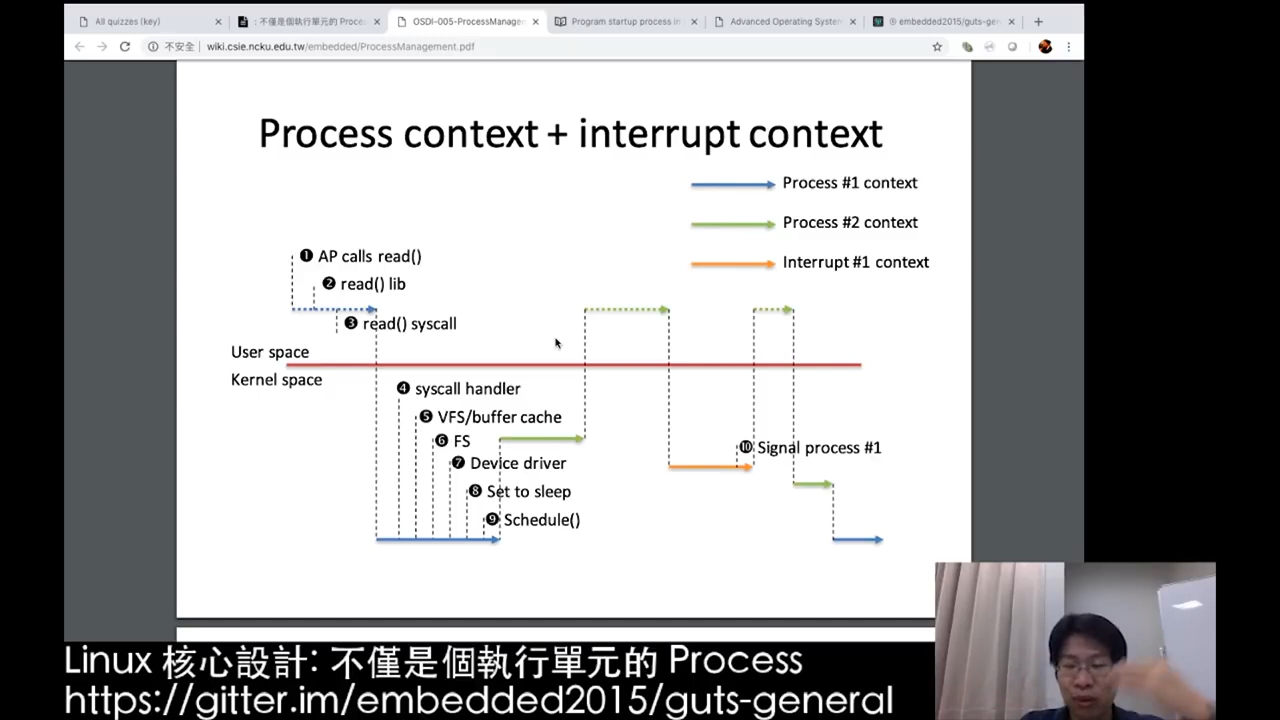 All quizzes (key)
: 不僅是個執行單元的 Proces
OSDI-005-ProcessManage
Program startup process in
Advanced Operating System
embedded2015/guts-gen
不安全 | wiki.csie.ncku.edu.tw/embedded/ProcessManagement.pdf
Process context + interrupt context
Process #1 context
Process #2 context
Interrupt #1 context
❶ AP calls read()
❷ read() lib
❸ read() syscall
User space
Kernel space
❹ syscall handler
❺ VFS/buffer cache
❻ FS
❼ Device driver
❽ Set to sleep
❾ Schedule()
❿ Signal process #1
Linux 核心設計: 不僅是個執行單元的 Process
https://gitter.im/embedded2015/guts-general